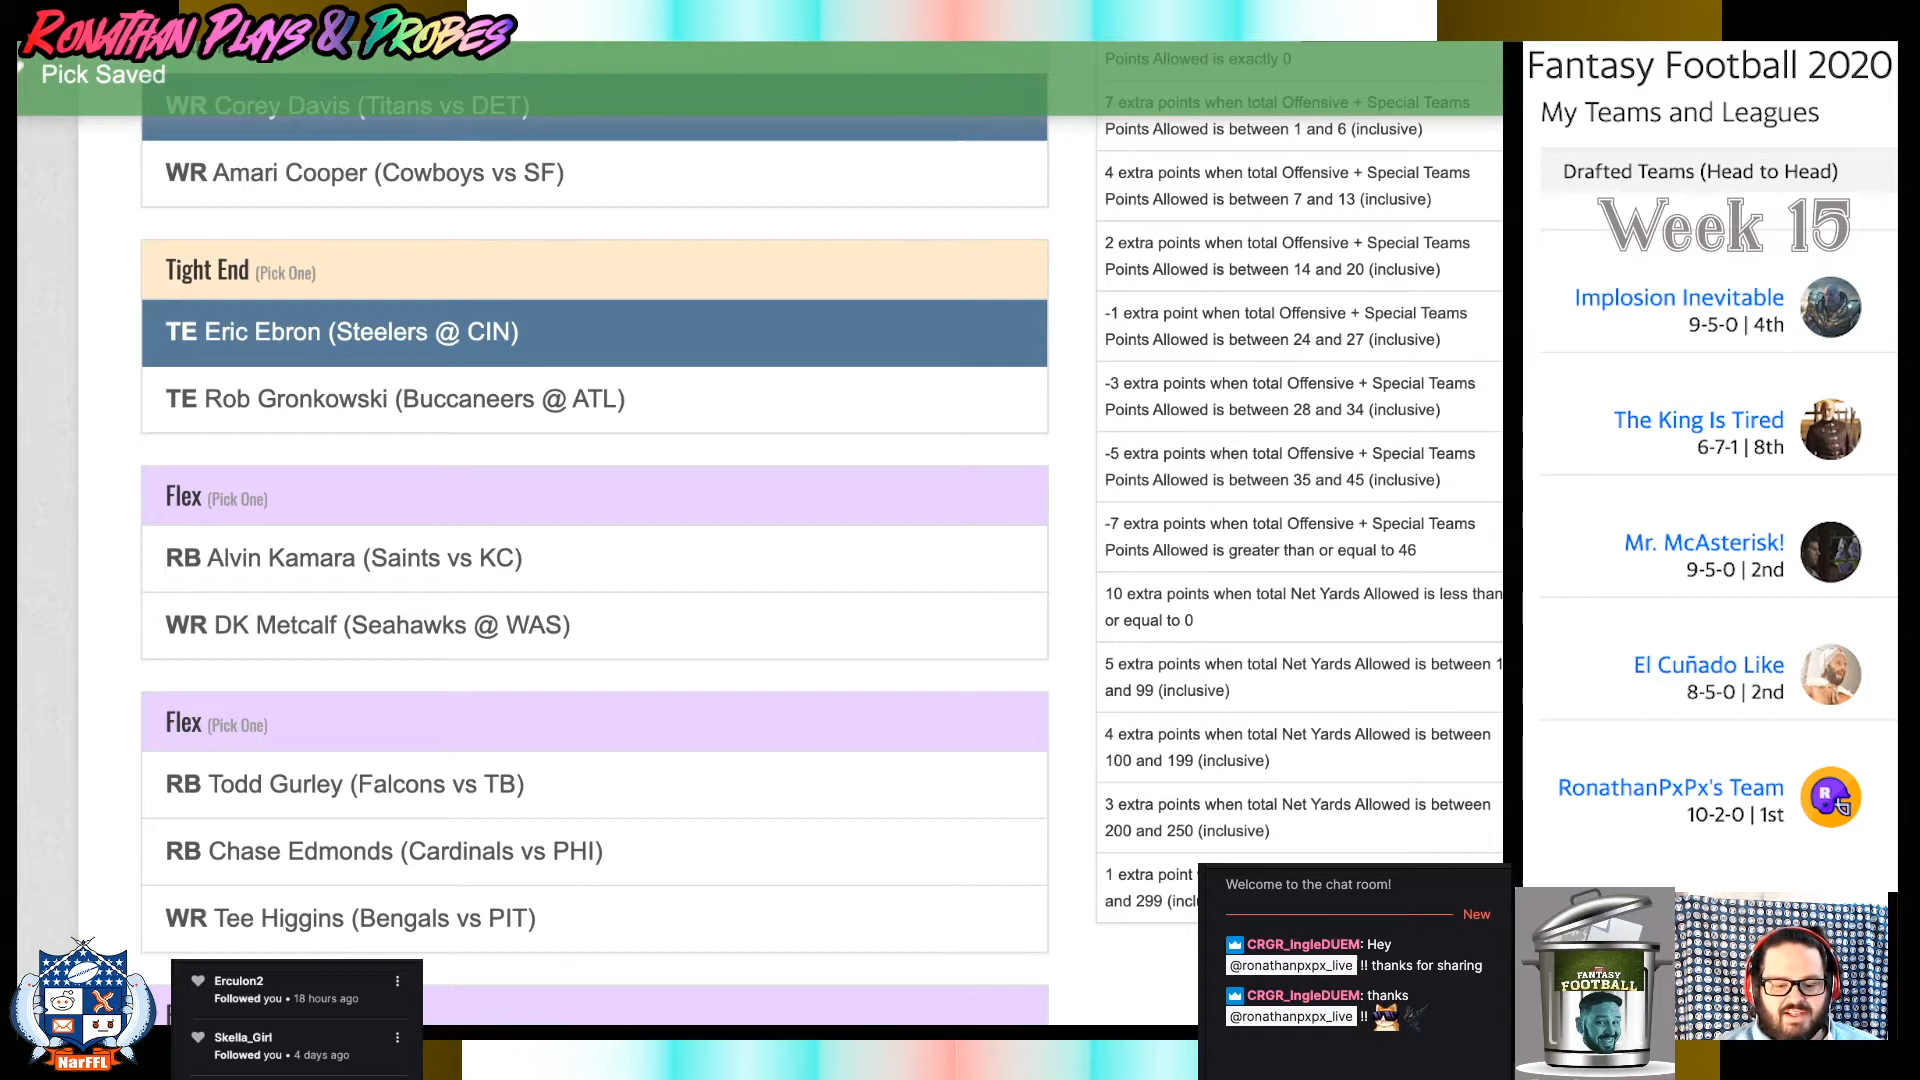 RONATHAN PLAYS & PROBES
Pick Saved
WR Corey Davis (Titans vs DET)
WR Amari Cooper (Cowboys vs SF)
Tight End (Pick One)
TE Eric Ebron (Steelers @ CIN)
TE Rob Gronkowski (Buccaneers @ ATL)
Flex (Pick One)
RB Alvin Kamara (Saints vs KC)
WR DK Metcalf (Seahawks @ WAS)
Flex (Pick One)
RB Todd Gurley (Falcons vs TB)
RB Chase Edmonds (Cardinals vs PHI)
WR Tee Higgins (Bengals vs PIT)
Points Allowed is exactly 0
7 extra points when total Offensive + Special Teams
Points Allowed is between 1 and 6 (inclusive)
4 extra points when total Offensive + Special Teams
Points Allowed is between 7 and 13 (inclusive)
2 extra points when total Offensive + Special Teams
Points Allowed is between 14 and 20 (inclusive)
-1 extra point when total Offensive + Special Teams
Points Allowed is between 24 and 27 (inclusive)
-3 extra points when total Offensive + Special Teams
Points Allowed is between 28 and 34 (inclusive)
-5 extra points when total Offensive + Special Teams
Points Allowed is between 35 and 45 (inclusive)
-7 extra points when total Offensive + Special Teams
Points Allowed is greater than or equal to 46
10 extra points when total Net Yards Allowed is less than
or equal to 0
5 extra points when total Net Yards Allowed is between 1
and 99 (inclusive)
4 extra points when total Net Yards Allowed is between
100 and 199 (inclusive)
3 extra points when total Net Yards Allowed is between
200 and 250 (inclusive)
1 extra point
and 299 (incl
Fantasy Football 2020
My Teams and Leagues
Drafted Teams (Head to Head)
Week 15
Implosion Inevitable
9-5-0 | 4th
The King Is Tired
6-7-1 | 8th
Mr. McAsterisk!
9-5-0 | 2nd
El Cuñado Like
8-5-0 | 2nd
RonathanPxPx's Team
10-2-0 | 1st
R
Welcome to the chat room!
New
CRGR_IngleDUEM: Hey
@ronathanpxpx_live !! thanks for sharing
CRGR_IngleDUEM: thanks
@ronathanpxpx_live !!
FANTASY
FOOTBALL
NarFFL
Erculon2
Followed you • 18 hours ago
Skella_Girl
Followed you • 4 days ago